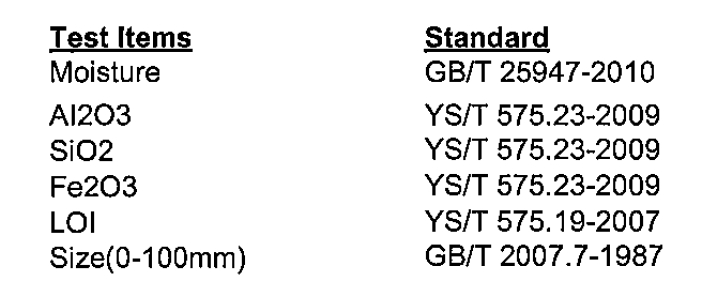 Test Items Standard
Moisture GB/T 25947-2010
Al2O3 YS/T 575.23-2009
SiO2 YS/T 575.23-2009
Fe2O3 YS/T 575.23-2009
LOI YS/T 575.19-2007
Size(0-100mm) GB/T 2007.7-1987